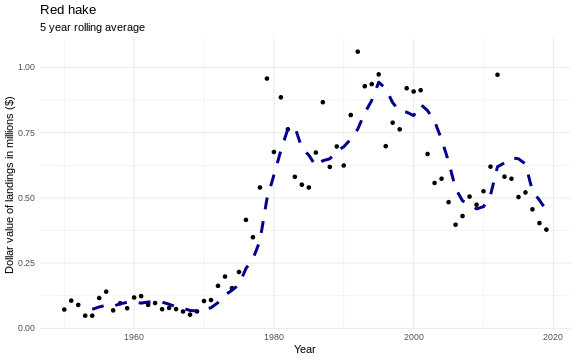 Red hake
5 year rolling average
Dollar value of landings in millions ($)
1.00
0.75
0.50
0.25
0.00
1960 1980 2000 2020
Year